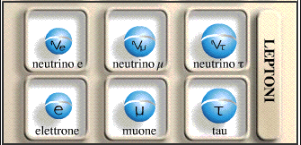 νe νμ ντ
neutrino e neutrino μ neutrino τ
e μ τ
elettrone muone tau
LEPTONI